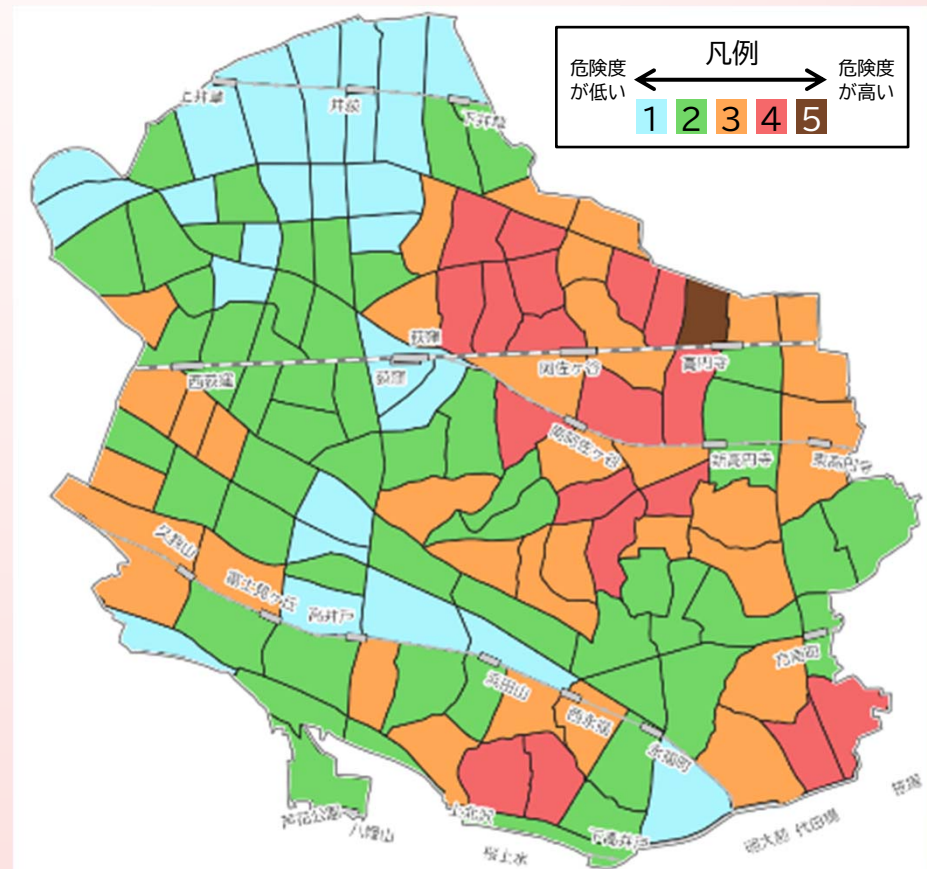 凡例
危険度
が低い
危険度
が高い
1 2 3 4 5
上井草
井荻
下井草
荻窪
荻窪
西荻窪
阿佐ヶ谷
高円寺
南阿佐ヶ谷
新高円寺
東高円寺
久我山
富士見ヶ丘
高井戸
浜田山
西永福
永福町
方南町
芦花公園
八幡山
上北沢
桜上水
下高井戸
明大前
代田橋
笹塚